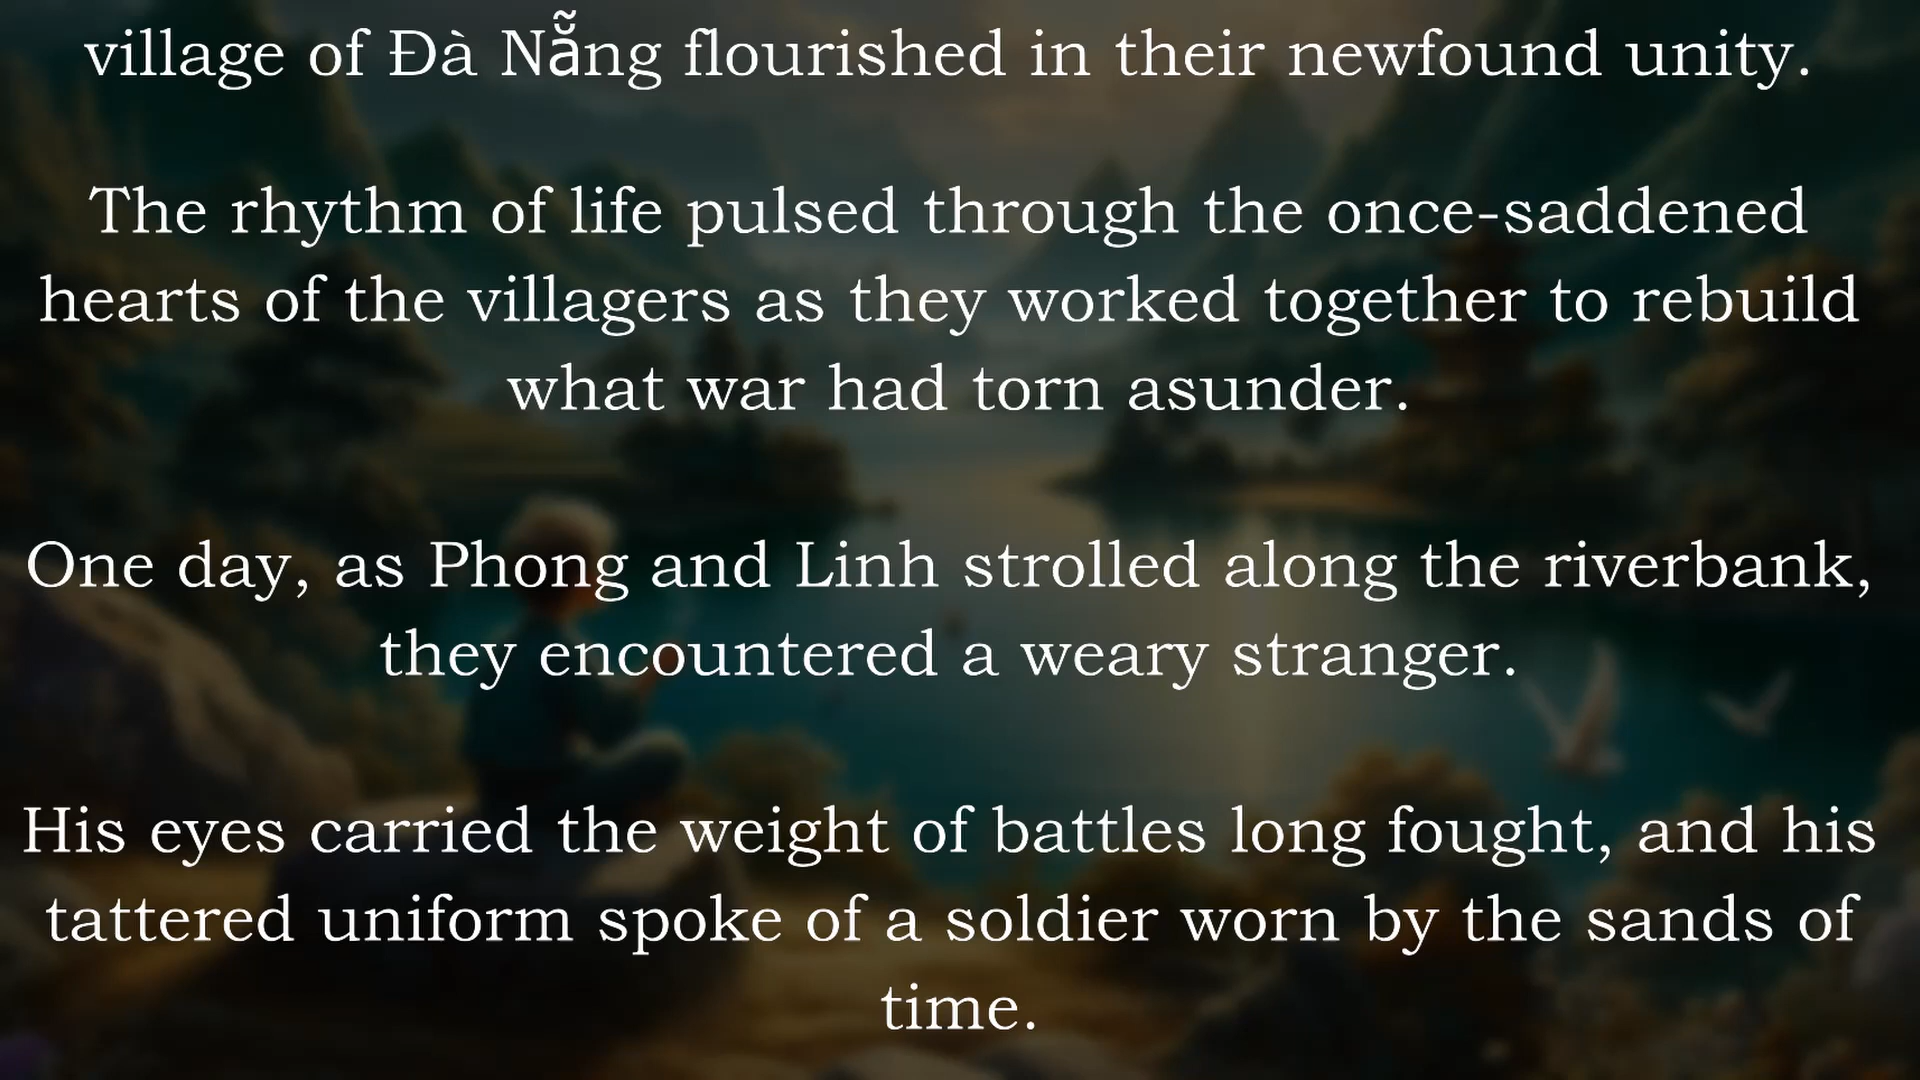 village of Đà Nẵng flourished in their newfound unity.
The rhythm of life pulsed through the once-saddened
hearts of the villagers as they worked together to rebuild
what war had torn asunder.
One day, as Phong and Linh strolled along the riverbank,
they encountered a weary stranger.
His eyes carried the weight of battles long fought, and his
tattered uniform spoke of a soldier worn by the sands of
time.